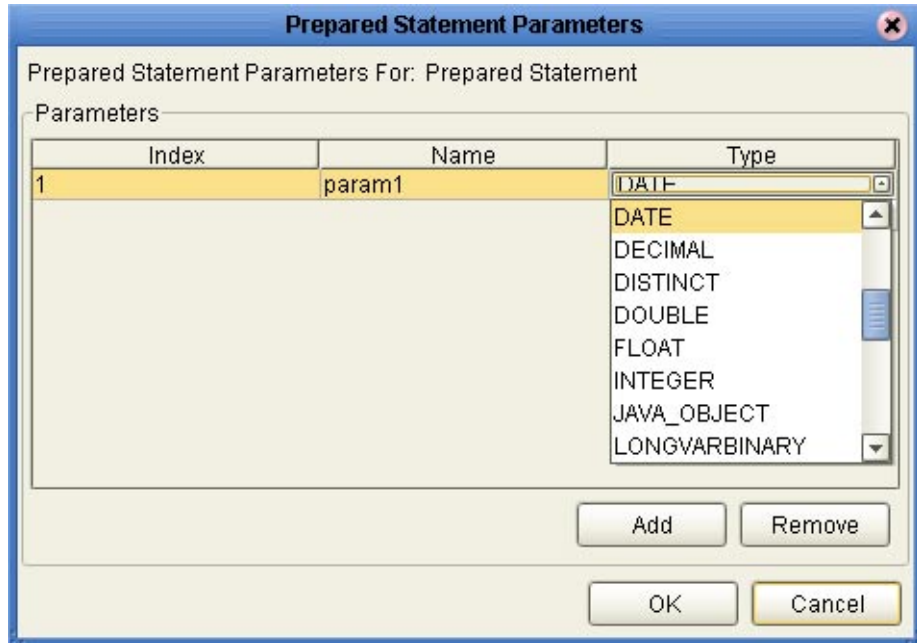 Prepared Statement Parameters
Prepared Statement Parameters For: Prepared Statement
Parameters
Index Name Type
1 param1 DATE
DATE
DECIMAL
DISTINCT
DOUBLE
FLOAT
INTEGER
JAVA_OBJECT
LONGVARBINARY
Add Remove
OK Cancel